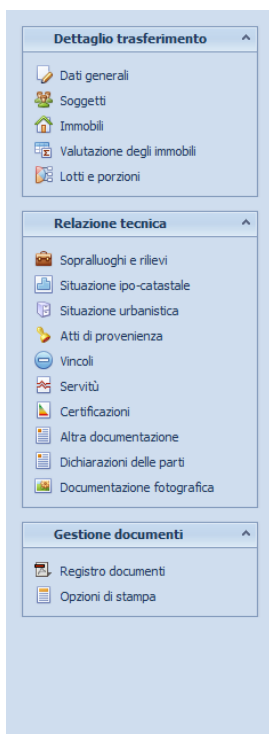 Dettaglio trasferimento
Dati generali
Soggetti
Immobili
Valutazione degli immobili
Lotti e porzioni
Relazione tecnica
Sopralluoghi e rilievi
Situazione ipo-catastale
Situazione urbanistica
Atti di provenienza
Vincoli
Servitù
Certificazioni
Altra documentazione
Dichiarazioni delle parti
Documentazione fotografica
Gestione documenti
Registro documenti
Opzioni di stampa